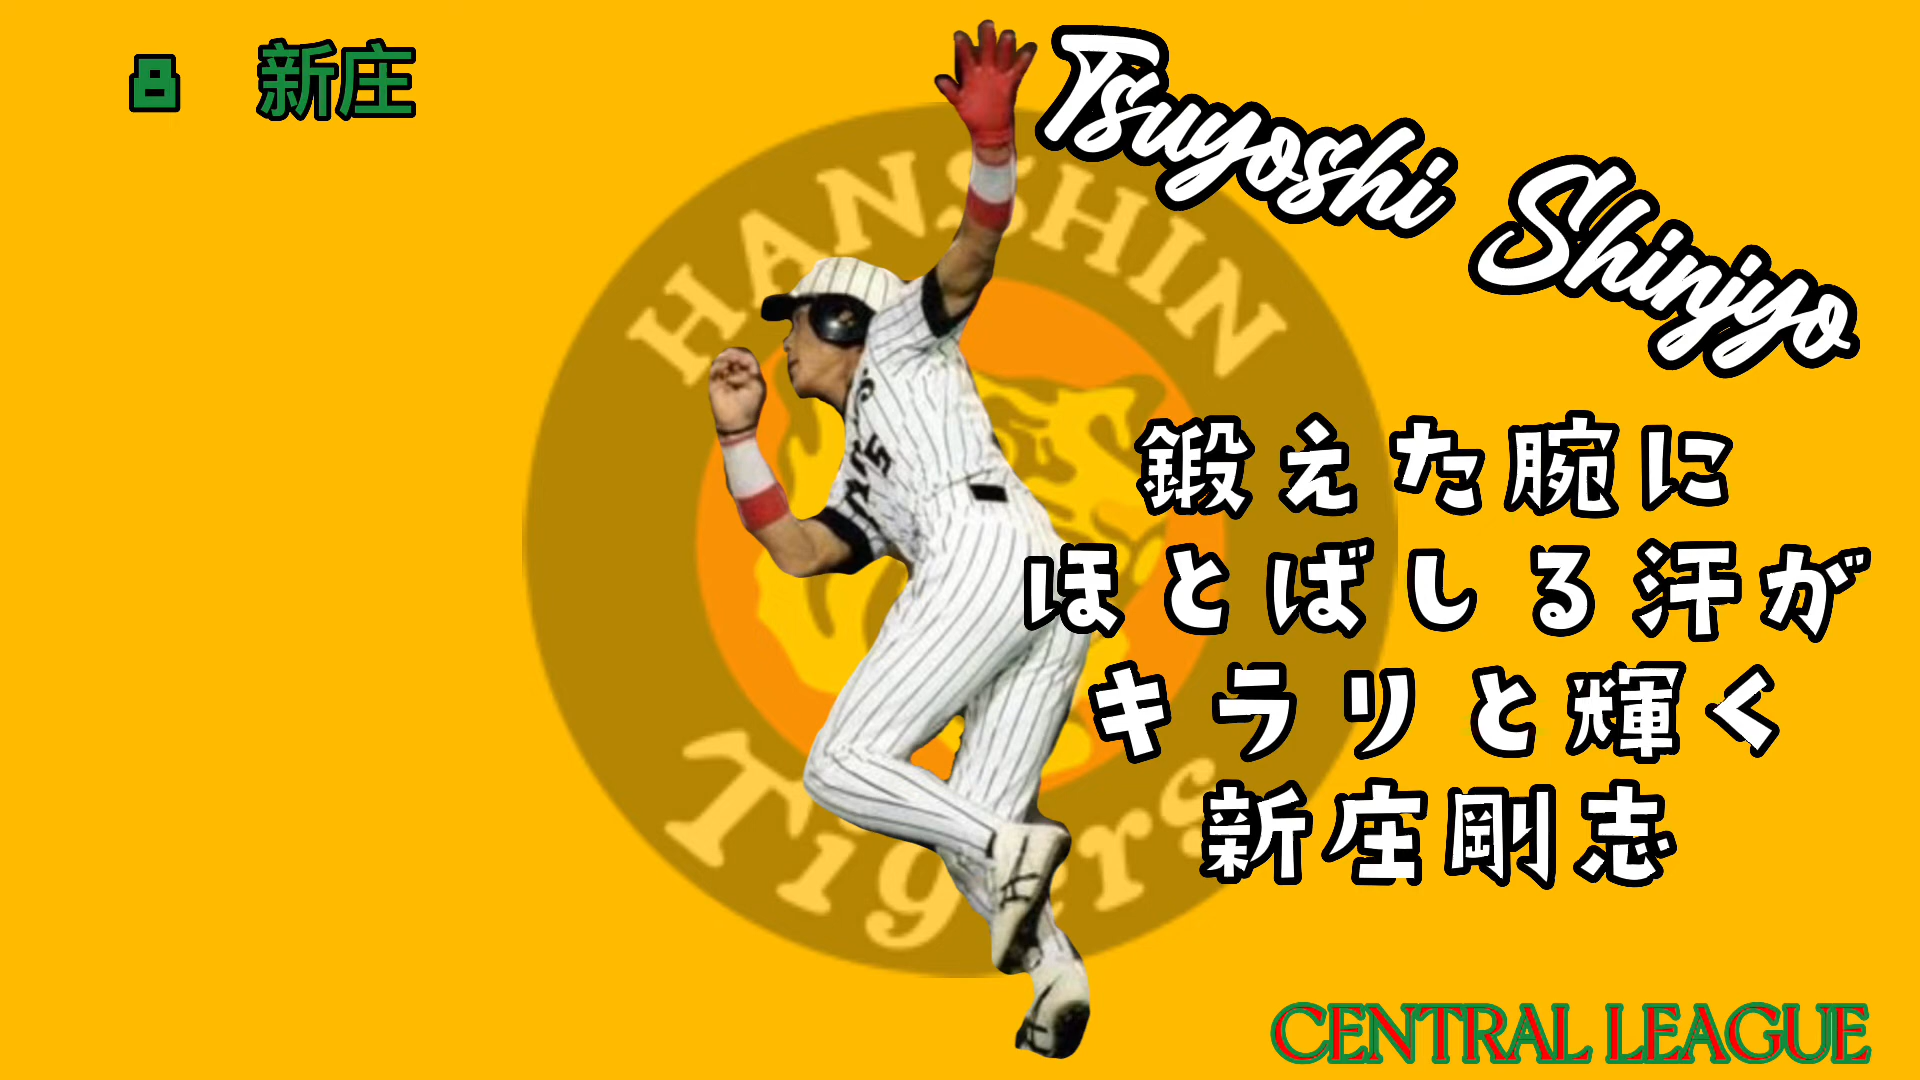 8 新庄
Tsuyoshi Shinjyo
HANSHIN
Tigers
鍛えた腕に
ほとばしる汗が
キラリと輝く
新庄剛志
CENTRAL LEAGUE